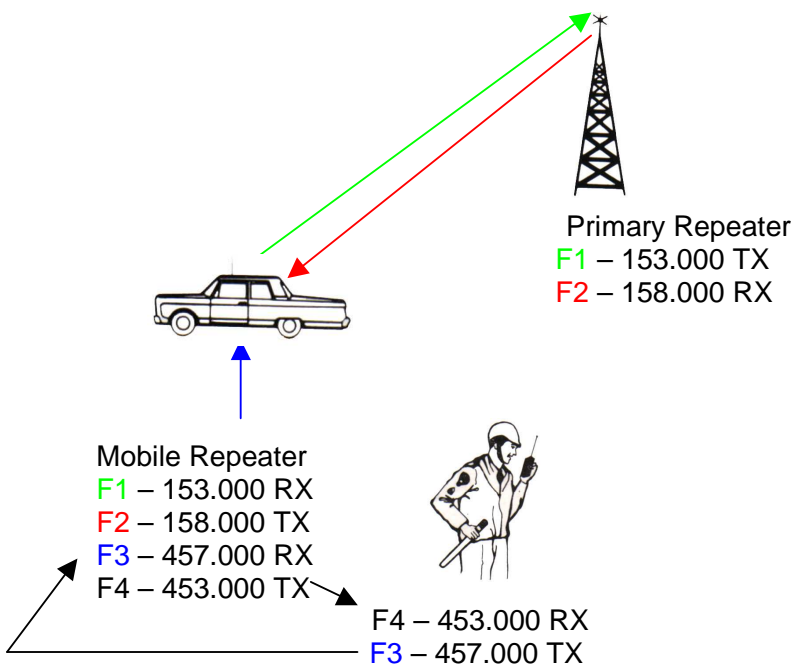 Primary Repeater
F1 – 153.000 TX
F2 – 158.000 RX
Mobile Repeater
F1 – 153.000 RX
F2 – 158.000 TX
F3 – 457.000 RX
F4 – 453.000 TX
F4 – 453.000 RX
F3 – 457.000 TX